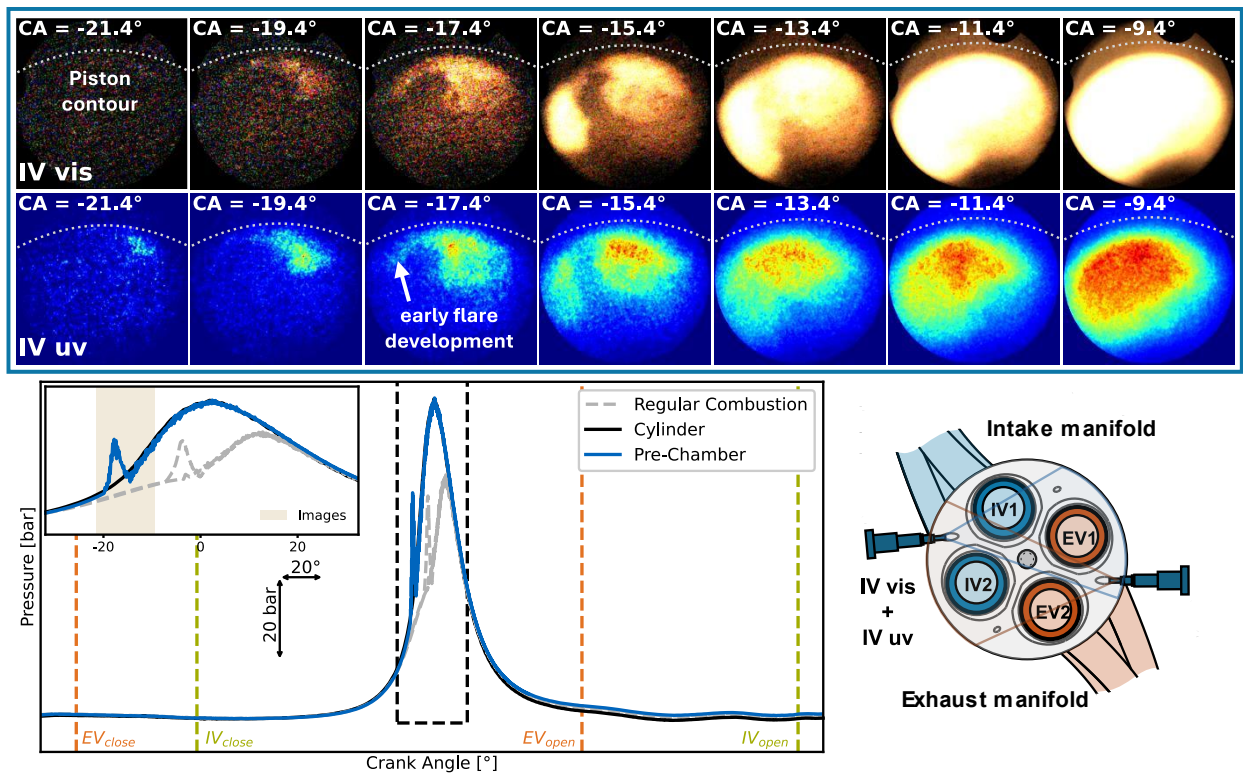 CA = -21.4°
CA = -19.4°
CA = -17.4°
CA = -15.4°
CA = -13.4°
CA = -11.4°
CA = -9.4°
Piston
contour
IV vis
CA = -21.4°
CA = -19.4°
CA = -17.4°
CA = -15.4°
CA = -13.4°
CA = -11.4°
CA = -9.4°
early flare
development
IV uv
Regular Combustion
Cylinder
Pre-Chamber
Images
-20
0
20
20°
20 bar
Pressure [bar]
EVclose
IVclose
EVopen
IVopen
Crank Angle [°]
Intake manifold
IV1
EV1
IV2
EV2
IV vis
+
IV uv
Exhaust manifold